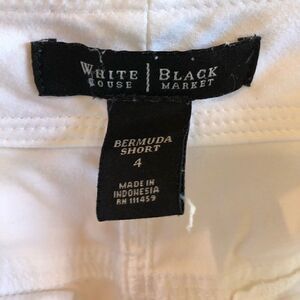 WHITE | BLACK
HOUSE | MARKET
BERMUDA
SHORT
4
MADE IN
INDONESIA
RN 111459